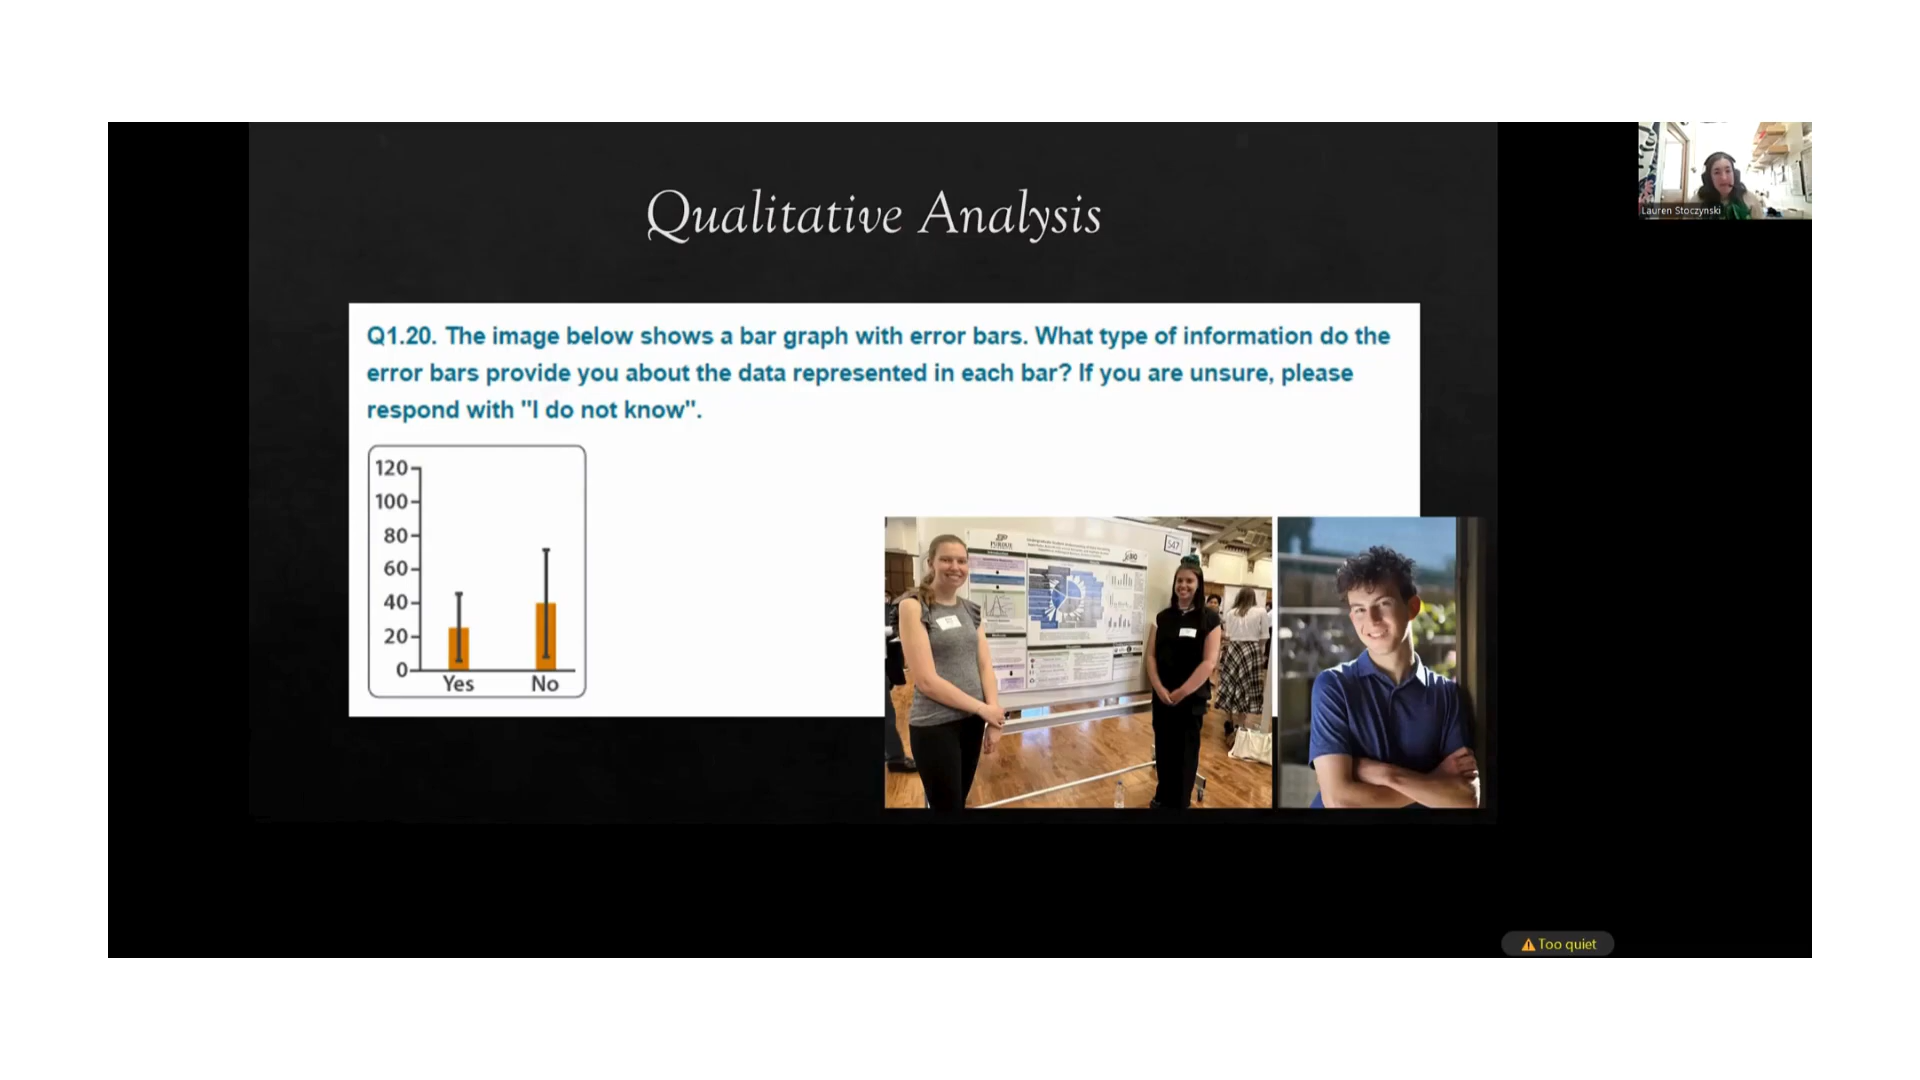 Qualitative Analysis
Lauren Stoczynski
Q1.20. The image below shows a bar graph with error bars. What type of information do the
error bars provide you about the data represented in each bar? If you are unsure, please
respond with "I do not know".
120
100
80
60
40
20
0
Yes No
PURDUE
547
Too quiet